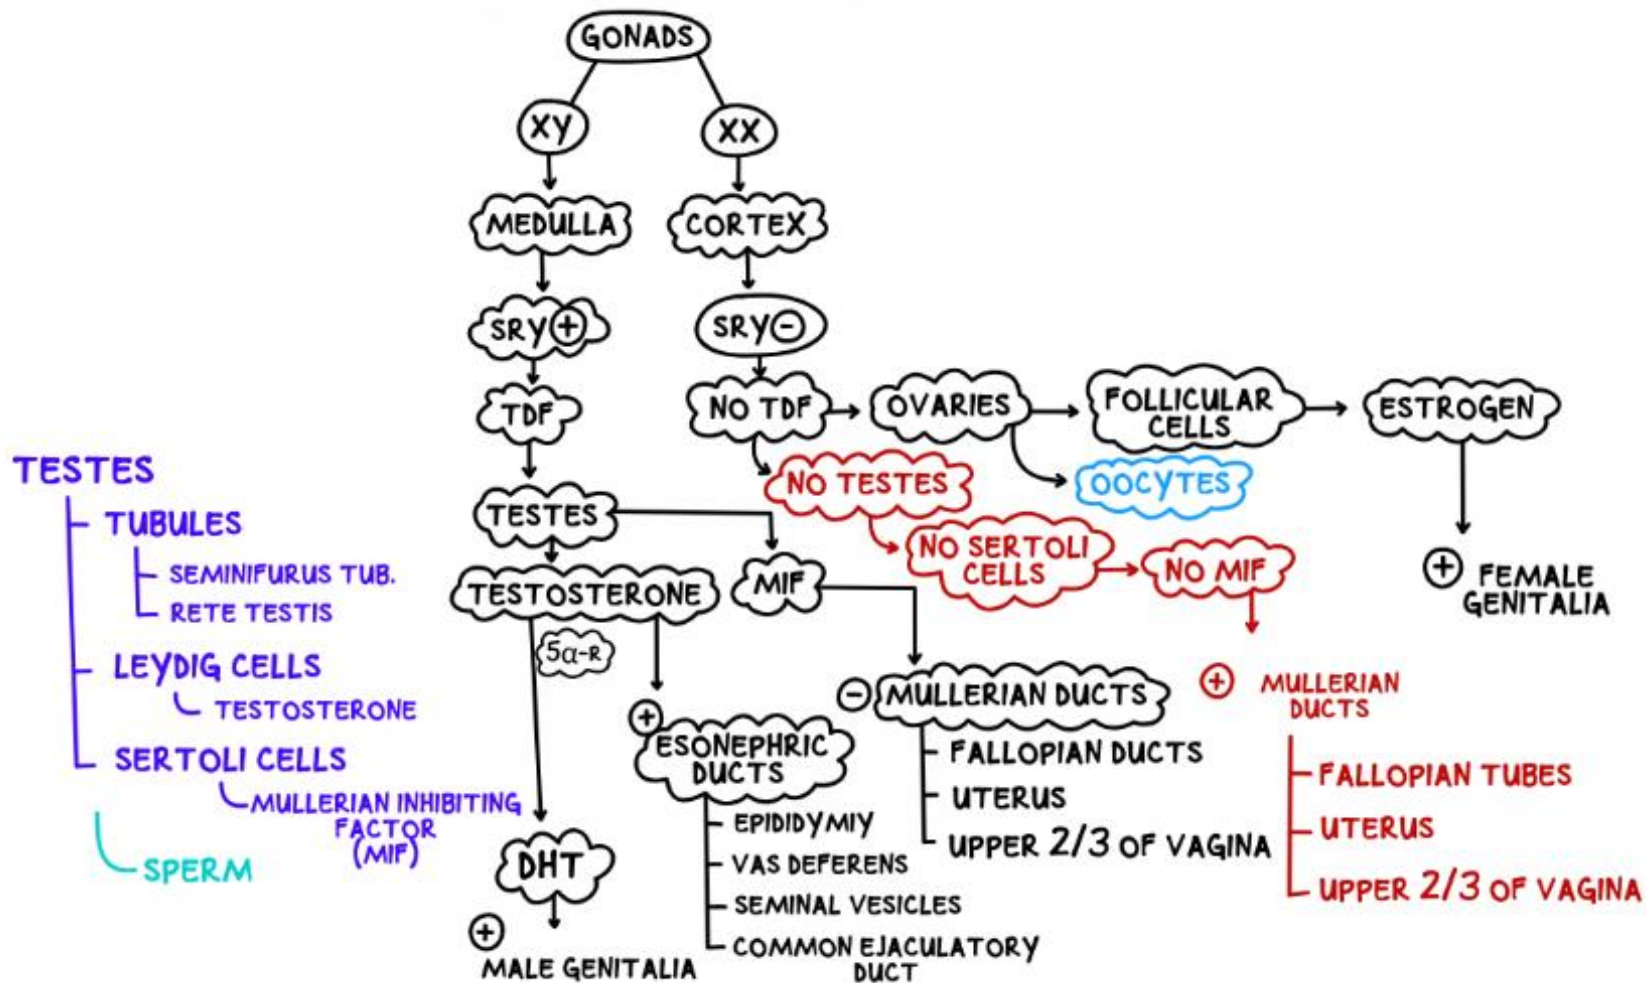 GONADS
XY
XX
MEDULLA
CORTEX
SRY +
SRY -
TDF
NO TDF
OVARIES
FOLLICULAR
CELLS
ESTROGEN
OOCYTES
+ FEMALE
GENITALIA
NO TESTES
NO SERTOLI
CELLS
NO MIF
+ MULLERIAN
DUCTS
FALLOPIAN TUBES
UTERUS
UPPER 2/3 OF VAGINA
TESTES
TESTOSTERONE
MIF
5α-R
- MULLERIAN DUCTS
FALLOPIAN DUCTS
UTERUS
UPPER 2/3 OF VAGINA
+
ESONEPHRIC
DUCTS
EPIDIDYMIY
VAS DEFERENS
SEMINAL VESICLES
COMMON EJACULATORY
DUCT
DHT
+
MALE GENITALIA
TESTES
TUBULES
SEMINIFURUS TUB.
RETE TESTIS
LEYDIG CELLS
TESTOSTERONE
SERTOLI CELLS
MULLERIAN INHIBITING
FACTOR
(MIF)
SPERM